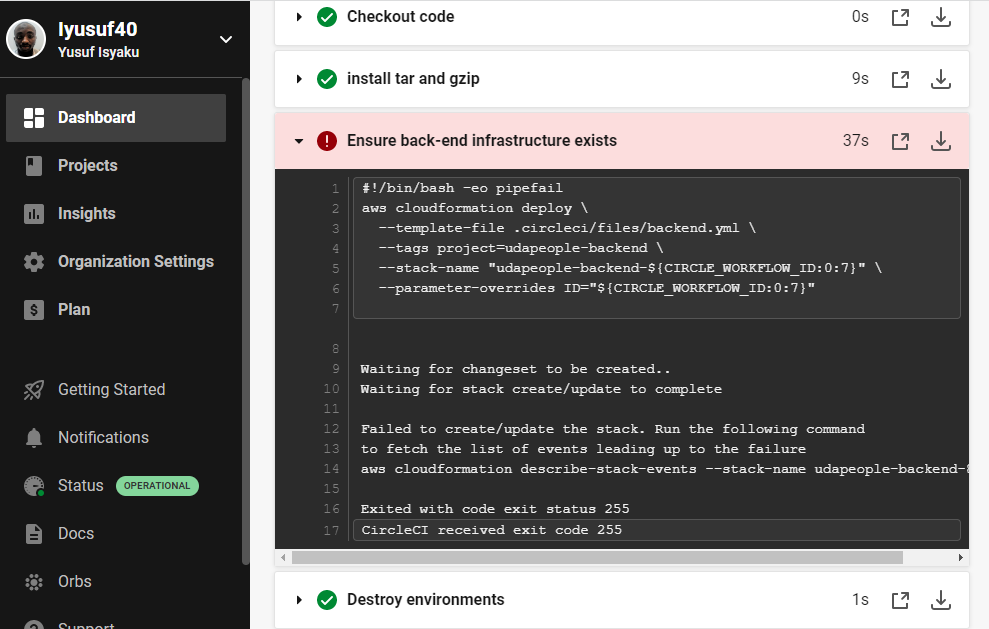 Iyusuf40
Yusuf Isyaku
Dashboard
Projects
Insights
Organization Settings
Plan
Getting Started
Notifications
Status OPERATIONAL
Docs
Orbs
Support
Checkout code 0s
install tar and gzip 9s
Ensure back-end infrastructure exists 37s
1 #!/bin/bash -eo pipefail
2 aws cloudformation deploy \
3 --template-file .circleci/files/backend.yml \
4 --tags project=udapeople-backend \
5 --stack-name "udapeople-backend-${CIRCLE_WORKFLOW_ID:0:7}" \
6 --parameter-overrides ID="${CIRCLE_WORKFLOW_ID:0:7}"
7
8
9 Waiting for changeset to be created..
10 Waiting for stack create/update to complete
11
12 Failed to create/update the stack. Run the following command
13 to fetch the list of events leading up to the failure
14 aws cloudformation describe-stack-events --stack-name udapeople-backend-
15
16 Exited with code exit status 255
17 CircleCI received exit code 255
Destroy environments 1s